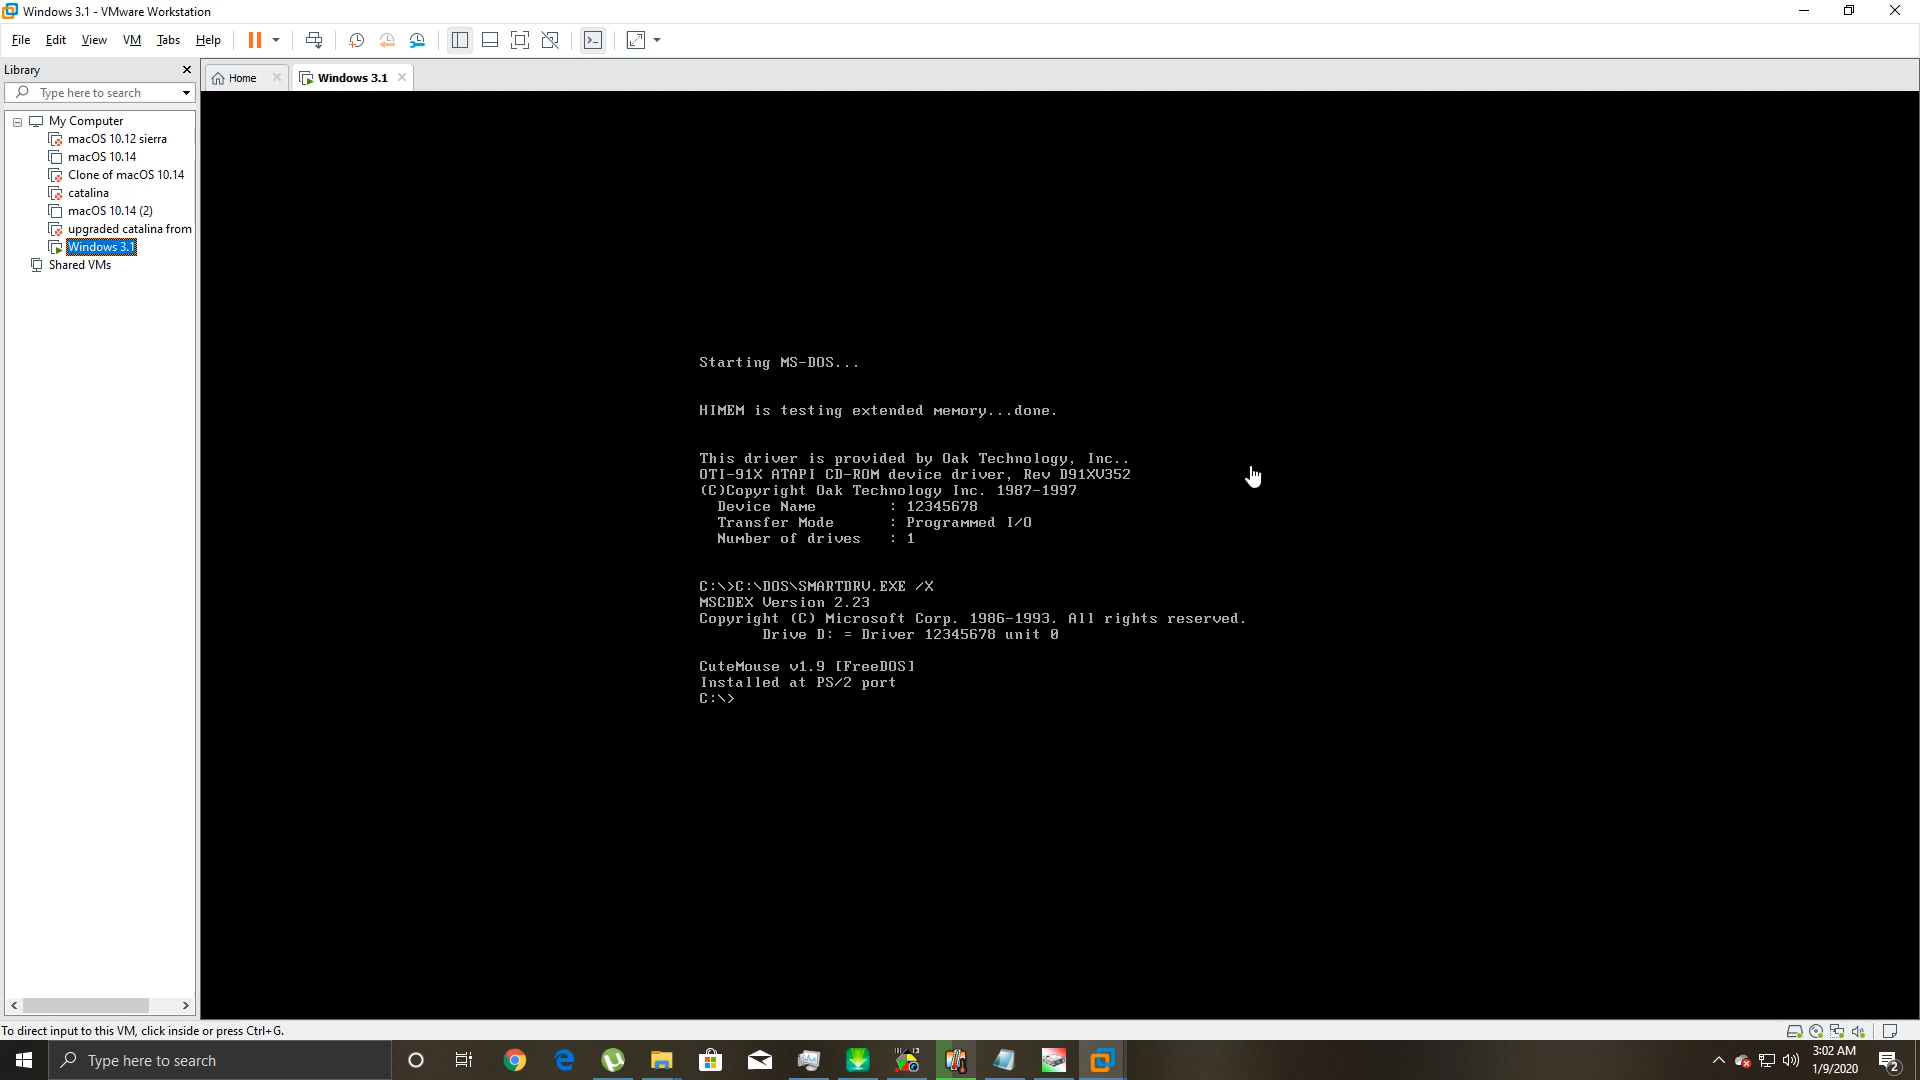 Windows 3.1 - VMware Workstation
File Edit View VM Tabs Help
Library
Home
Windows 3.1
Type here to search
My Computer
macOS 10.12 sierra
macOS 10.14
Clone of macOS 10.14
catalina
macOS 10.14 (2)
upgraded catalina from
Windows 3.1
Shared VMs
Starting MS-DOS...
HIMEM is testing extended memory...done.
This driver is provided by Oak Technology, Inc..
OTI-91X ATAPI CD-ROM device driver, Rev D91XV352
(C)Copyright Oak Technology Inc. 1987-1997
Device Name : 12345678
Transfer Mode : Programmed I/O
Number of drives : 1
C:\>C:\DOS\SMARTDRV.EXE /X
MSCDEX Version 2.23
Copyright (C) Microsoft Corp. 1986-1993. All rights reserved.
Drive D: = Driver 12345678 unit 0
CuteMouse v1.9 [FreeDOS]
Installed at PS/2 port
C:\>
To direct input to this VM, click inside or press Ctrl+G.
Type here to search
3:02 AM
1/9/2020
2